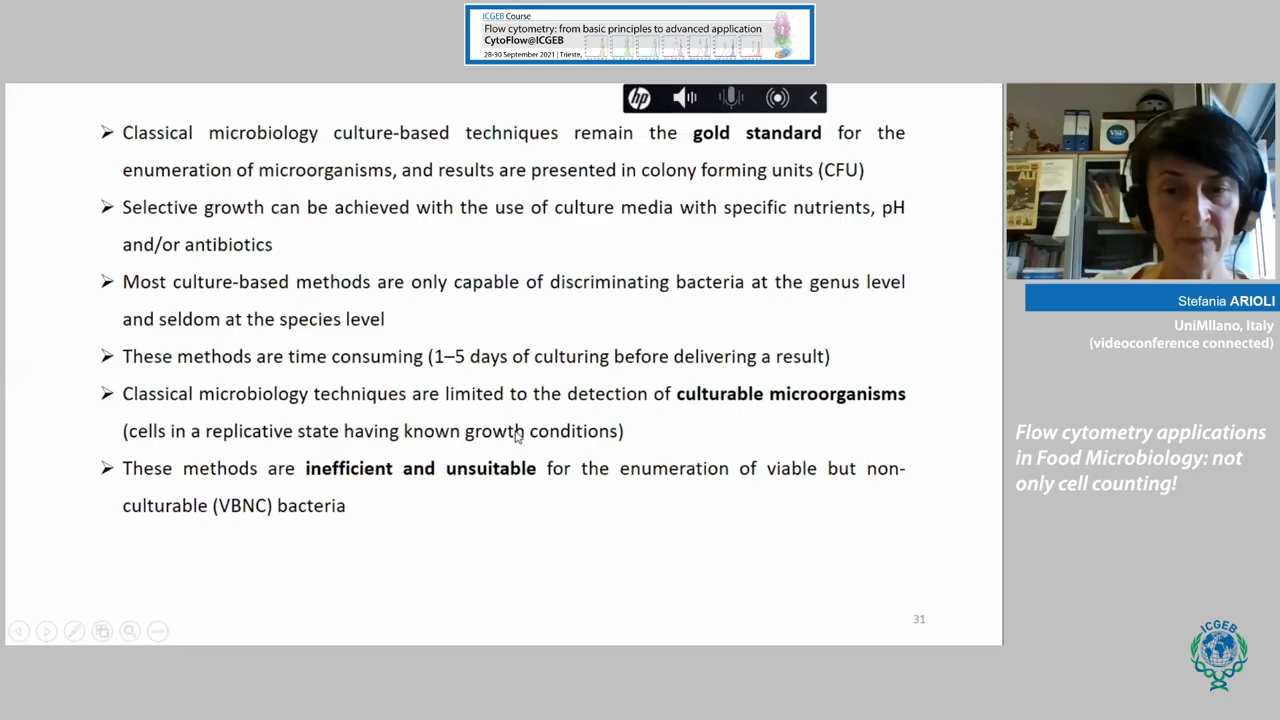 ICGEB Course
Flow cytometry: from basic principles to advanced application
CytoFlow@ICGEB
28-30 September 2021 | Trieste,
hp
➢ Classical microbiology culture-based techniques remain the gold standard for the
enumeration of microorganisms, and results are presented in colony forming units (CFU)
➢ Selective growth can be achieved with the use of culture media with specific nutrients, pH
and/or antibiotics
➢ Most culture-based methods are only capable of discriminating bacteria at the genus level
and seldom at the species level
➢ These methods are time consuming (1–5 days of culturing before delivering a result)
➢ Classical microbiology techniques are limited to the detection of culturable microorganisms
(cells in a replicative state having known growth conditions)
➢ These methods are inefficient and unsuitable for the enumeration of viable but non-
culturable (VBNC) bacteria
31
Stefania ARIOLI
UniMIlano, Italy
(videoconference connected)
Flow cytometry applications
in Food Microbiology: not
only cell counting!
ICGEB